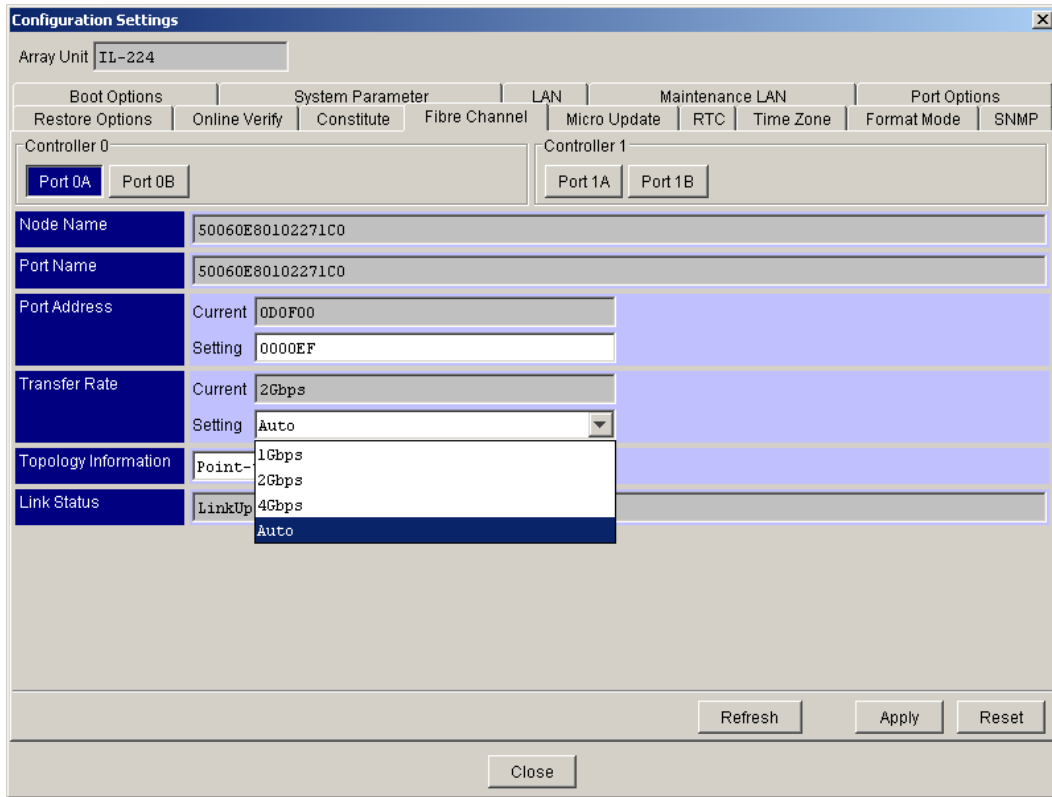 Configuration Settings
Array Unit IL-224
Boot Options System Parameter LAN Maintenance LAN Port Options
Restore Options Online Verify Constitute Fibre Channel Micro Update RTC Time Zone Format Mode SNMP
Controller 0 Controller 1
Port 0A Port 0B Port 1A Port 1B
Node Name 50060E80102271C0
Port Name 50060E80102271C0
Port Address Current 0D0F00
Setting 0000EF
Transfer Rate Current 2Gbps
Setting Auto
1Gbps
Topology Information Point-
2Gbps
Link Status LinkUp 4Gbps
Auto
Refresh Apply Reset
Close